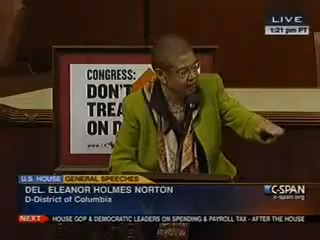 LIVE
1:21 pm PT
CONGRESS:
DON'T
TREA
ON D
U.S. HOUSE GENERAL SPEECHES
DEL. ELEANOR HOLMES NORTON
D-District of Columbia
C-SPAN
c-span.org
NEXT HOUSE GOP & DEMOCRATIC LEADERS ON SPENDING & PAYROLL TAX - AFTER THE HOUSE